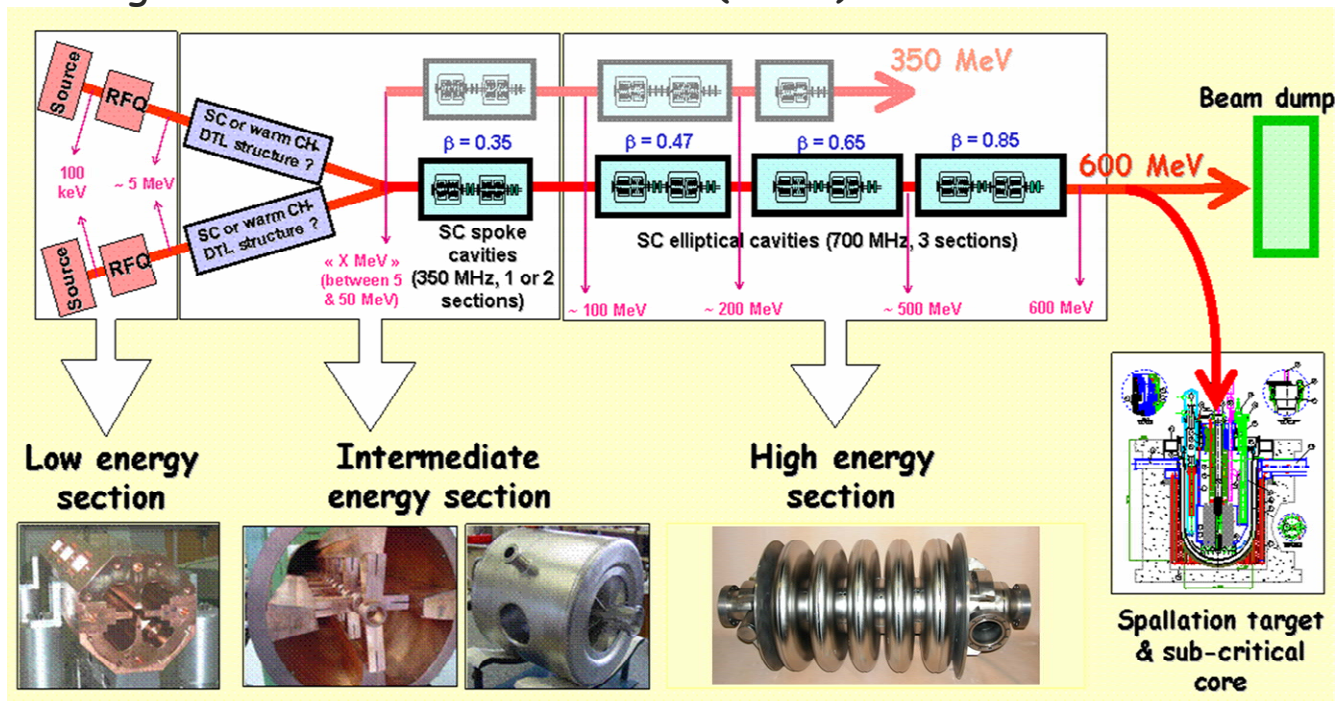 350 MeV
Beam dump
Source
RFQ
SC or warm CH-
DTL structure ?
β = 0.35
β = 0.47
β = 0.65
β = 0.85
600 MeV
100
keV
~ 5 MeV
SC or warm CH-
DTL structure ?
Source
RFQ
SC spoke
cavities
(350 MHz, 1 or 2
sections)
SC elliptical cavities (700 MHz, 3 sections)
« X MeV »
(between 5
& 50 MeV)
~ 100 MeV
~ 200 MeV
~ 500 MeV
600 MeV
Low energy
section
Intermediate
energy section
High energy
section
Spallation target
& sub-critical
core